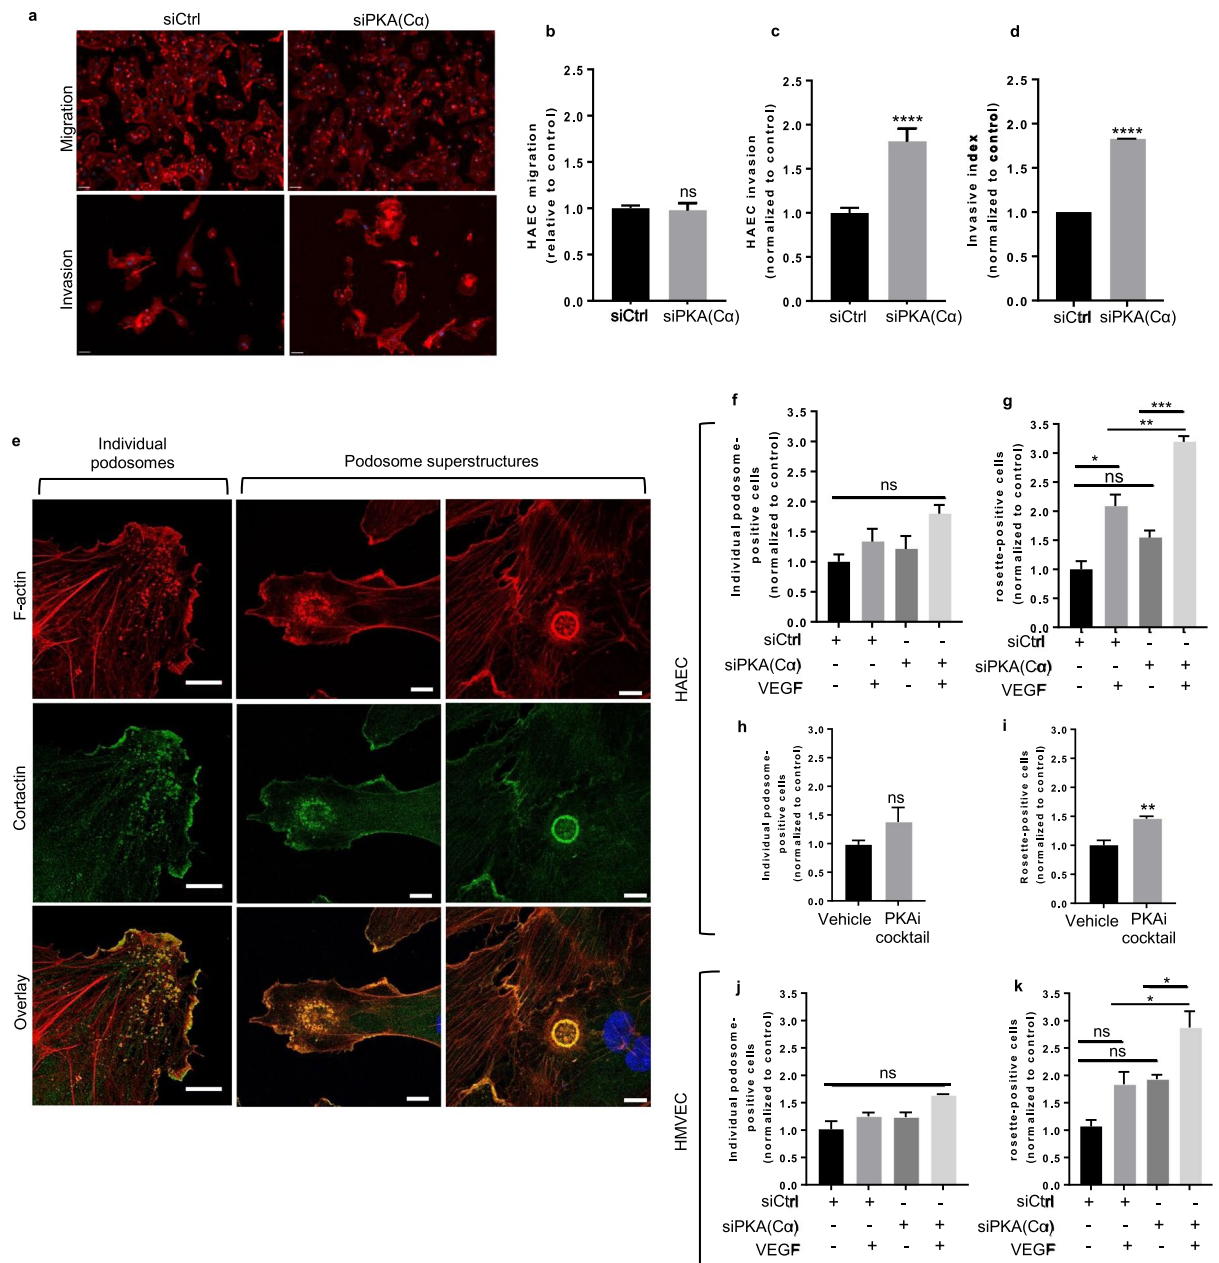 a
siCtrl
siPKA(Cα)
Migration
Invasion
b
HAEC migration
(relative to control)
2.5
2.0
1.5
1.0
0.5
0.0
ns
siCtrl
siPKA(Cα)
c
HAEC invasion
(normalized to control)
2.5
2.0
1.5
1.0
0.5
0.0
****
siCtrl
siPKA(Cα)
d
Invasive index
(normalized to control)
2.5
2.0
1.5
1.0
0.5
0.0
****
siCtrl
siPKA(Cα)
e
Individual
podosomes
Podosome superstructures
F-actin
Cortactin
Overlay
HAEC
f
Individual podosome-
positive cells
(normalized to control)
3.5
3.0
2.5
2.0
1.5
1.0
0.5
0.0
ns
siCtrl + + - -
siPKA(Cα) - - + +
VEGF - + - +
g
rosette-positive cells
(normalized to control)
3.5
3.0
2.5
2.0
1.5
1.0
0.5
0.0
***
**
*
ns
siCtrl + + - -
siPKA(Cα) - - + +
VEGF - + - +
h
Individual podosome-
positive cells
(normalized to control)
3.0
2.5
2.0
1.5
1.0
0.5
0.0
ns
Vehicle
PKAi
cocktail
i
Rosette-positive cells
(normalized to control)
3.0
2.5
2.0
1.5
1.0
0.5
0.0
**
Vehicle
PKAi
cocktail
HMVEC
j
Individual podosome-
positive cells
(normalized to control)
3.5
3.0
2.5
2.0
1.5
1.0
0.5
0.0
ns
siCtrl + + - -
siPKA(Cα) - - + +
VEGF - + - +
k
rosette-positive cells
(normalized to control)
3.5
3.0
2.5
2.0
1.5
1.0
0.5
0.0
*
*
ns
ns
siCtrl + + - -
siPKA(Cα) - - + +
VEGF - + - +